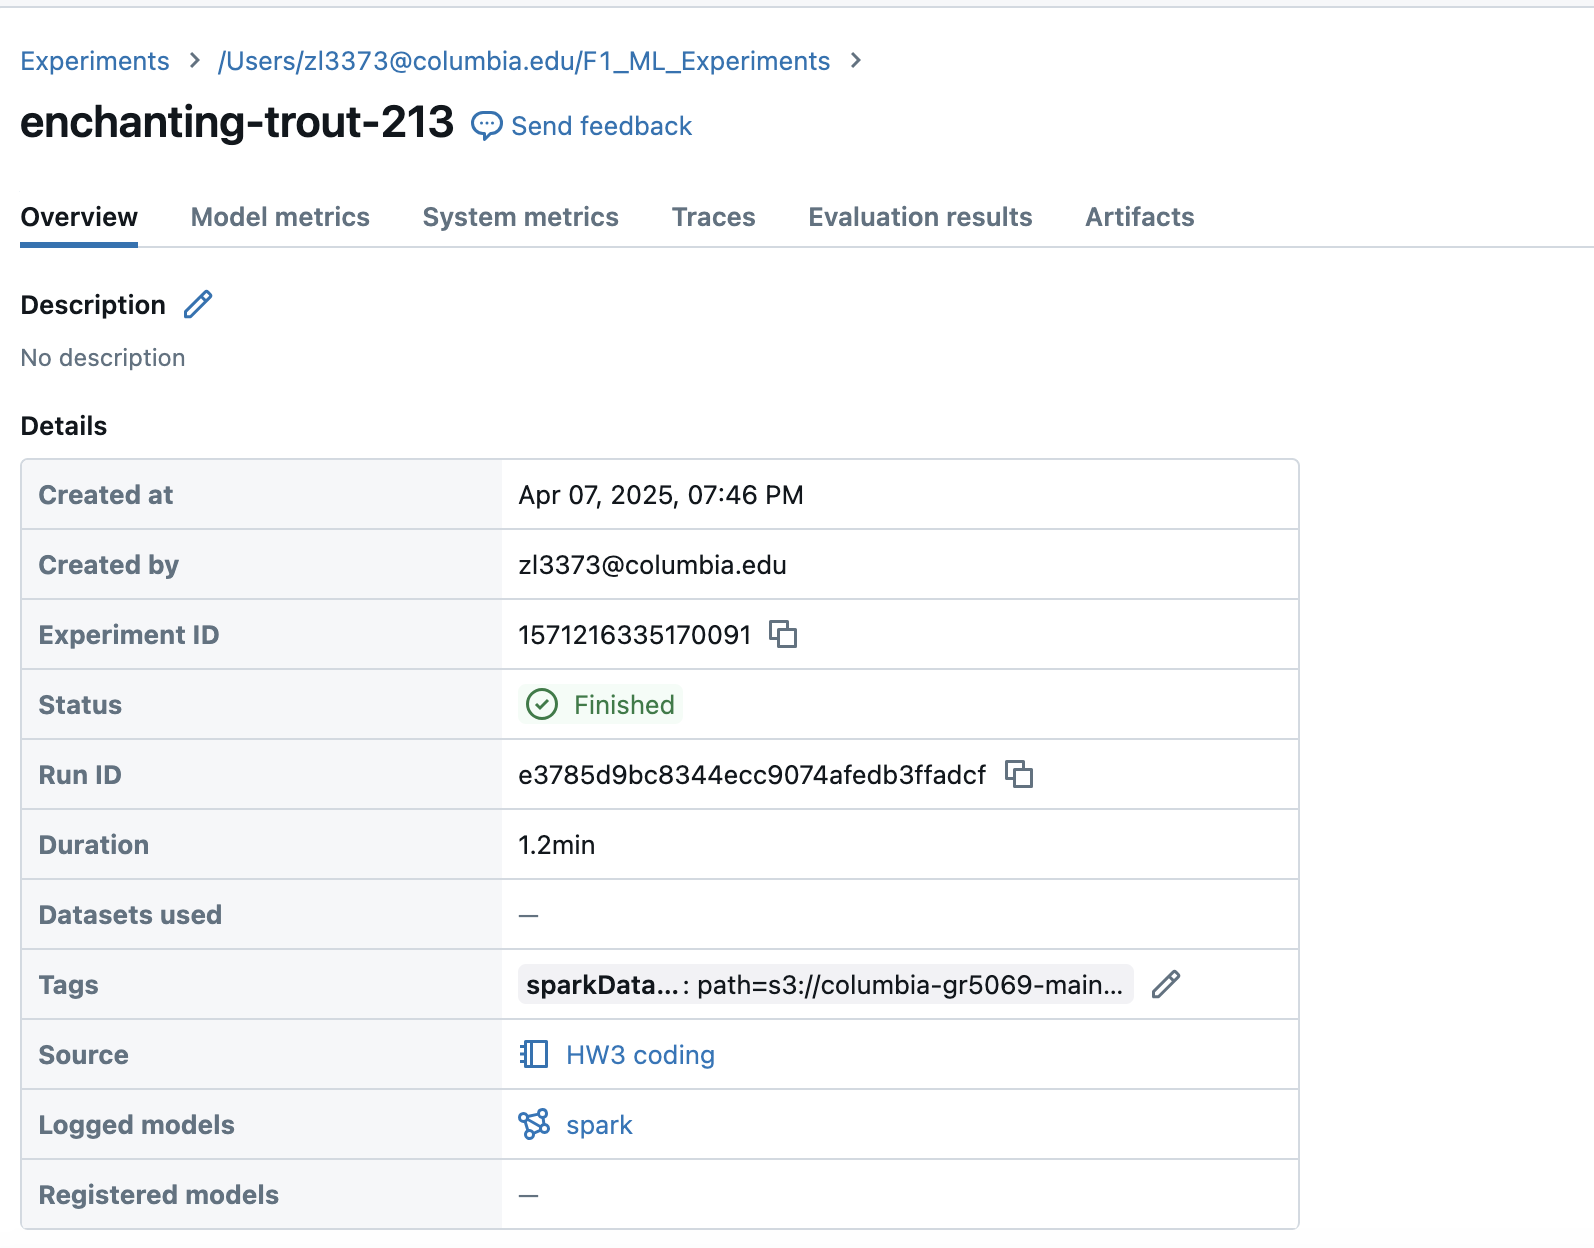 Experiments > /Users/zl3373@columbia.edu/F1_ML_Experiments >
enchanting-trout-213 Send feedback
Overview Model metrics System metrics Traces Evaluation results Artifacts
Description
No description
Details
Created at Apr 07, 2025, 07:46 PM
Created by zl3373@columbia.edu
Experiment ID 1571216335170091
Status Finished
Run ID e3785d9bc8344ecc9074afedb3ffadcf
Duration 1.2min
Datasets used —
Tags sparkData...: path=s3://columbia-gr5069-main...
Source HW3 coding
Logged models spark
Registered models —